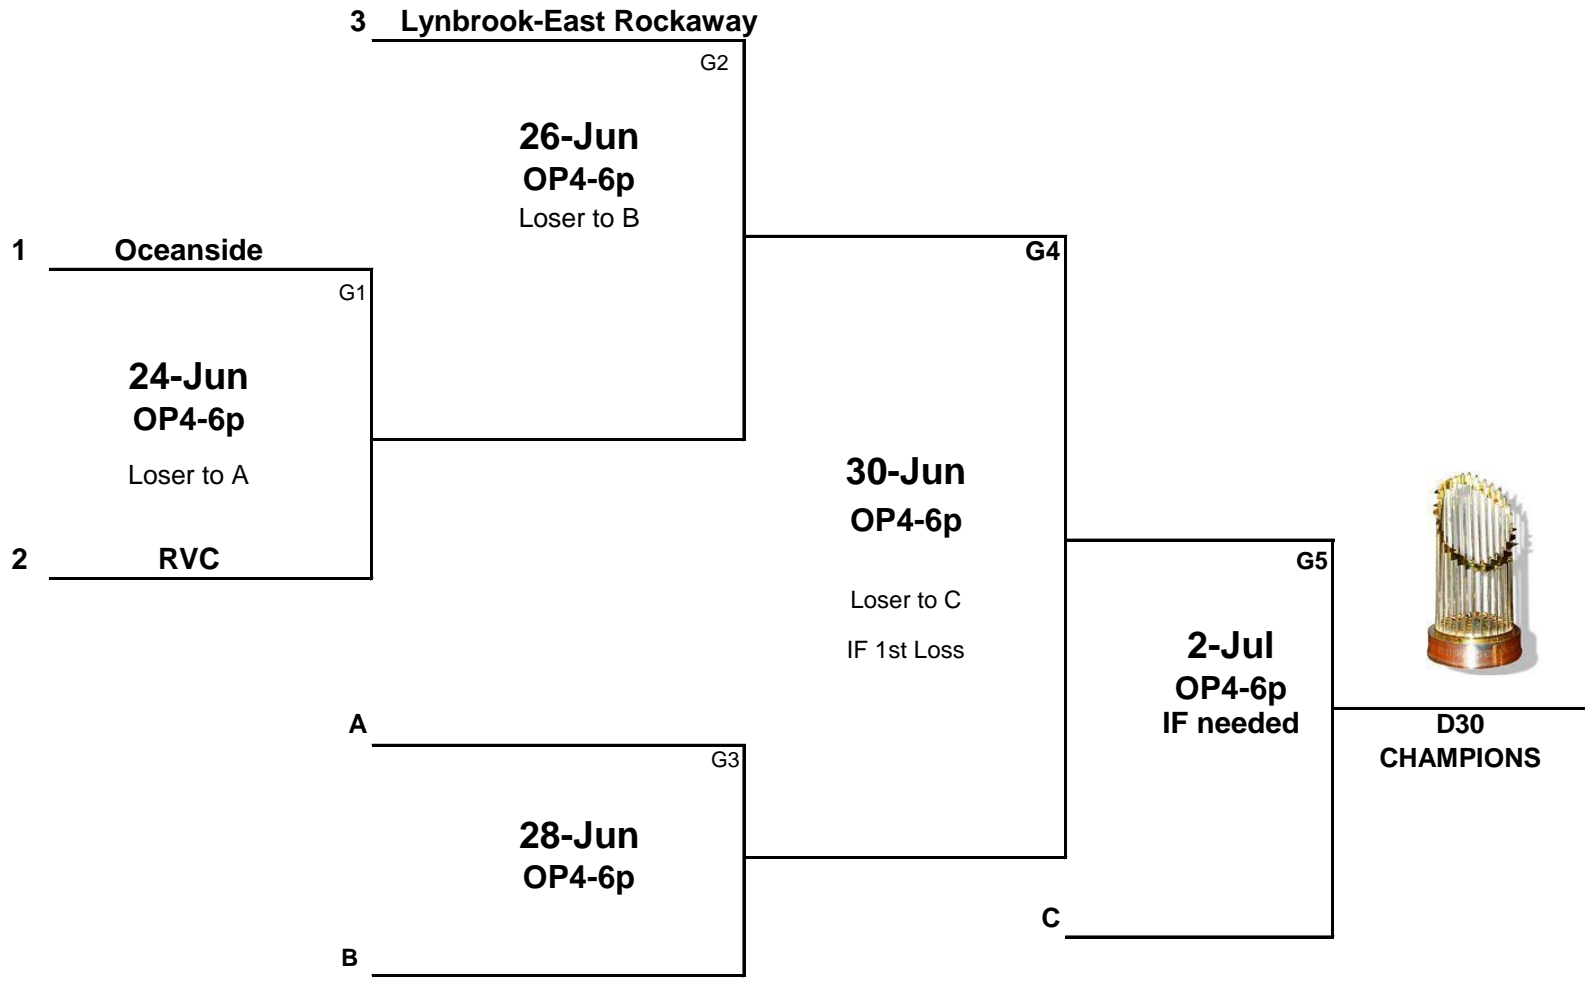 3 Lynbrook-East Rockaway
G2
26-Jun
OP4-6p
Loser to B
1 Oceanside
G4
G1
24-Jun
OP4-6p
Loser to A
30-Jun
OP4-6p
2 RVC
G5
Loser to C
IF 1st Loss
2-Jul
OP4-6p
IF needed
A
D30
CHAMPIONS
G3
28-Jun
OP4-6p
C
B